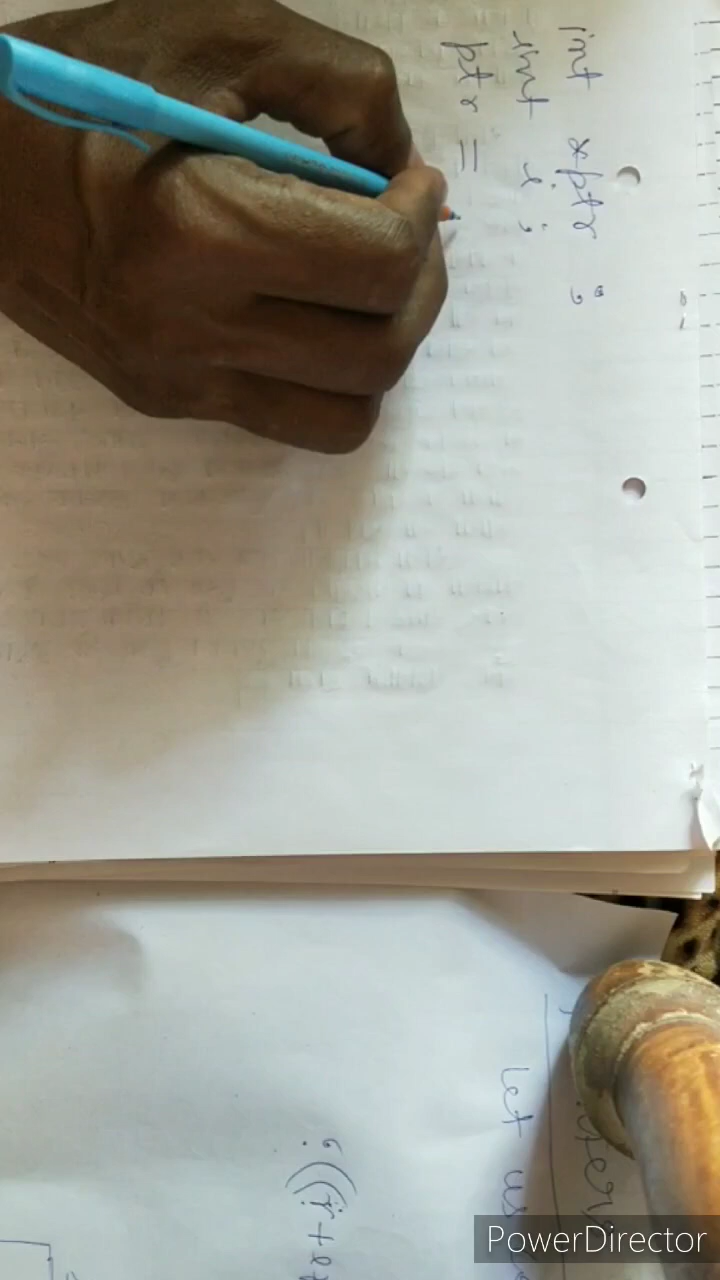 int *ptr ;
int i ;
ptr =
let us
PowerDirector